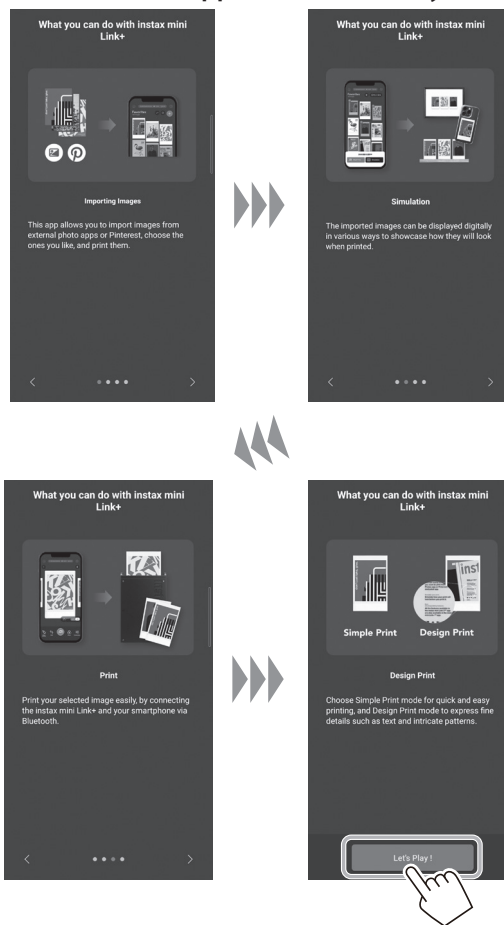 What you can do with instax mini
Link+
Importing Images
This app allows you to import images from
external photo apps or Pinterest, choose the
ones you like, and print them.
What you can do with instax mini
Link+
Simulation
The imported images can be displayed digitally
in various ways to showcase how they will look
when printed.
What you can do with instax mini
Link+
Print
Print your selected image easily, by connecting
the instax mini Link+ and your smartphone via
Bluetooth.
What you can do with instax mini
Link+
inst
Simple Print
Design Print
Design Print
Choose Simple Print mode for quick and easy
printing, and Design Print mode to express fine
details such as text and intricate patterns.
Let's Play !